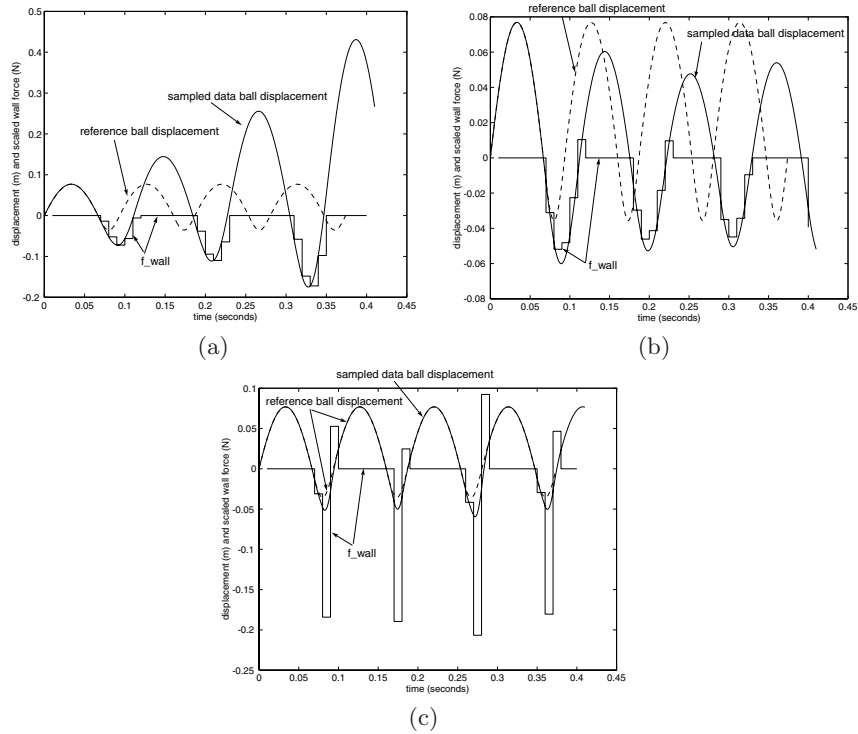 0.5
0.4
0.3
0.2
0.1
0
-0.1
-0.2
0 0.05 0.1 0.15 0.2 0.25 0.3 0.35 0.4 0.45
time (seconds)
displacement (m) and scaled wall force (N)
sampled data ball displacement
reference ball displacement
f_wall
(a)
reference ball displacement
sampled data ball displacement
0.08
0.06
0.04
0.02
0
-0.02
-0.04
-0.06
-0.08
0 0.05 0.1 0.15 0.2 0.25 0.3 0.35 0.4 0.45
time (seconds)
displacement (m) and scaled wall force (N)
f_wall
(b)
sampled data ball displacement
reference ball displacement
0.1
0.05
0
-0.05
-0.1
-0.15
-0.2
-0.25
0 0.05 0.1 0.15 0.2 0.25 0.3 0.35 0.4 0.45
time (seconds)
displacement (m) and scaled wall force (N)
f_wall
(c)